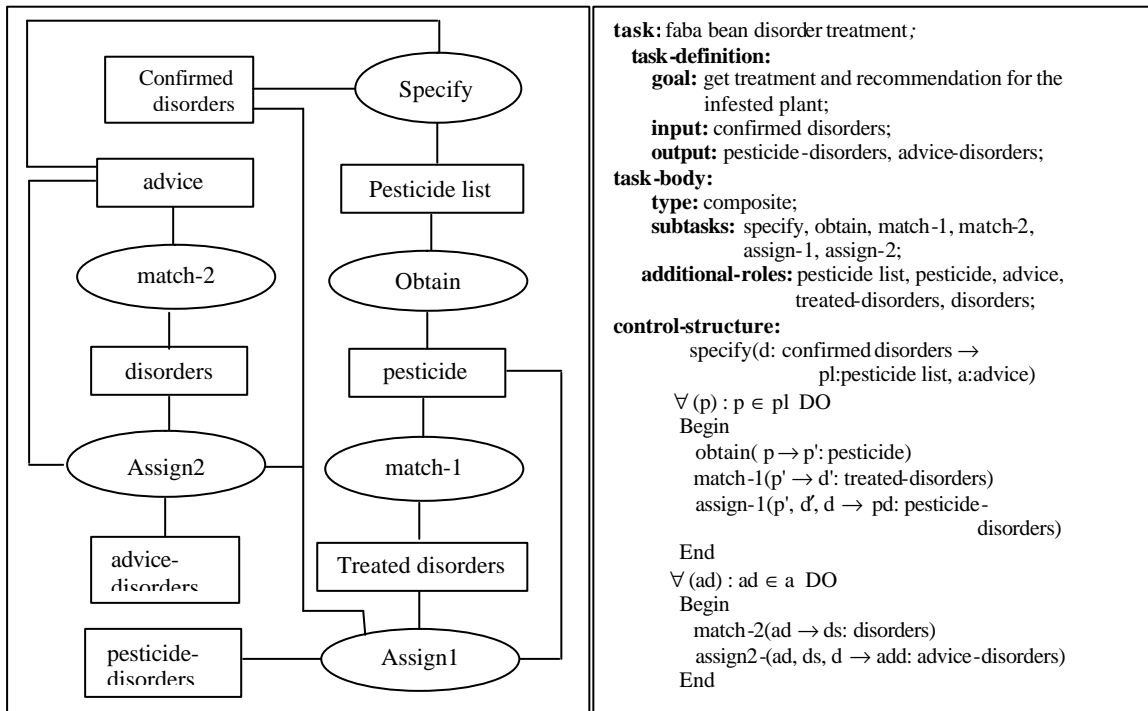 Confirmed
disorders
Specify
advice
Pesticide list
match-2
Obtain
disorders
pesticide
Assign2
match-1
advice-
disorders
Treated disorders
pesticide-
disorders
Assign1
task: faba bean disorder treatment;
task-definition:
goal: get treatment and recommendation for the
infested plant;
input: confirmed disorders;
output: pesticide-disorders, advice-disorders;
task-body:
type: composite;
subtasks: specify, obtain, match-1, match-2,
assign-1, assign-2;
additional-roles: pesticide list, pesticide, advice,
treated-disorders, disorders;
control-structure:
specify(d: confirmed disorders →
pl:pesticide list, a:advice)
∀ (p) : p ∈ pl DO
Begin
obtain( p → p': pesticide)
match-1(p' → d': treated-disorders)
assign-1(p', d', d → pd: pesticide-
disorders)
End
∀ (ad) : ad ∈ a DO
Begin
match-2(ad → ds: disorders)
assign2-(ad, ds, d → add: advice-disorders)
End